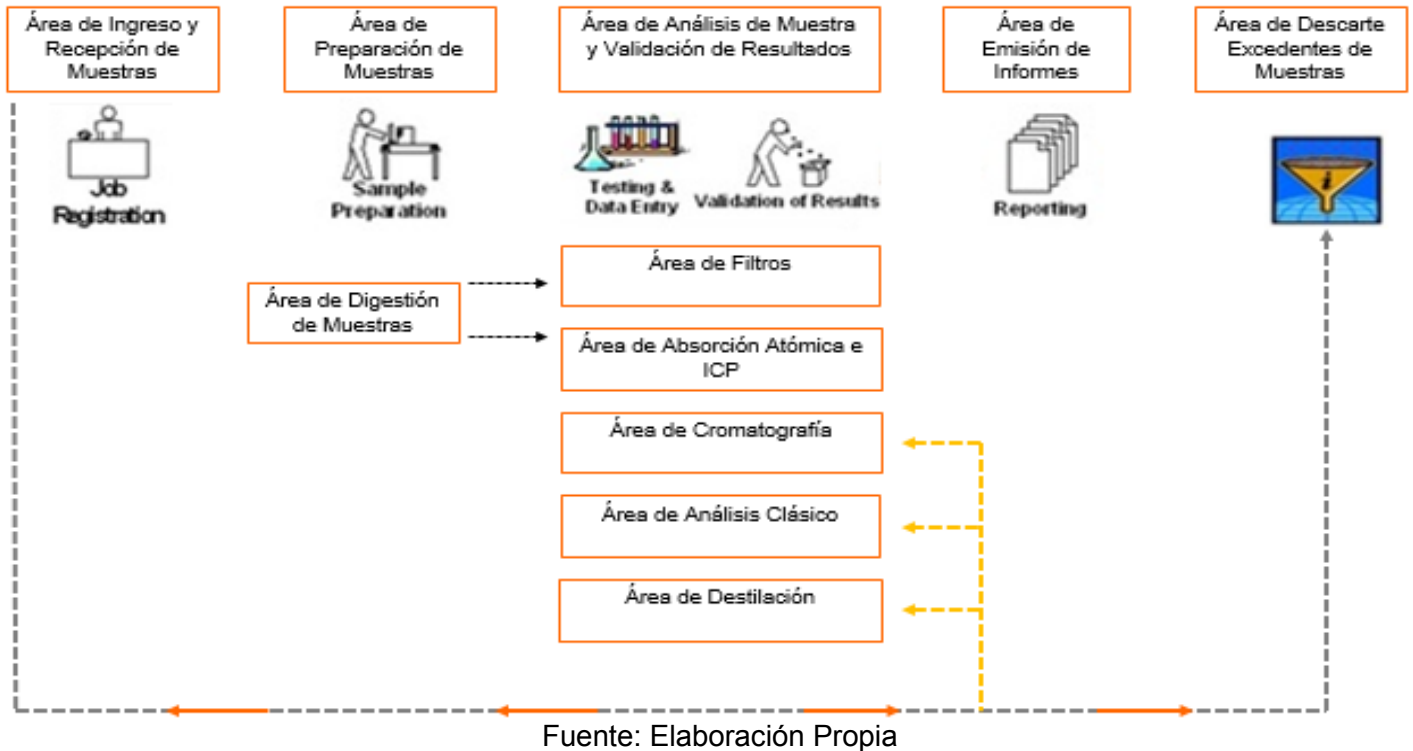 Área de Ingreso y
Recepción de
Muestras
Área de
Preparación de
Muestras
Área de Análisis de Muestra
y Validación de Resultados
Área de
Emisión de
Informes
Área de Descarte
Excedentes de
Muestras
Job
Registration
Sample
Preparation
Testing &
Data Entry
Validation of Results
Reporting
i
Área de Digestión
de Muestras
Área de Filtros
Área de Absorción Atómica e
ICP
Área de Cromatografía
Área de Análisis Clásico
Área de Destilación
Fuente: Elaboración Propia